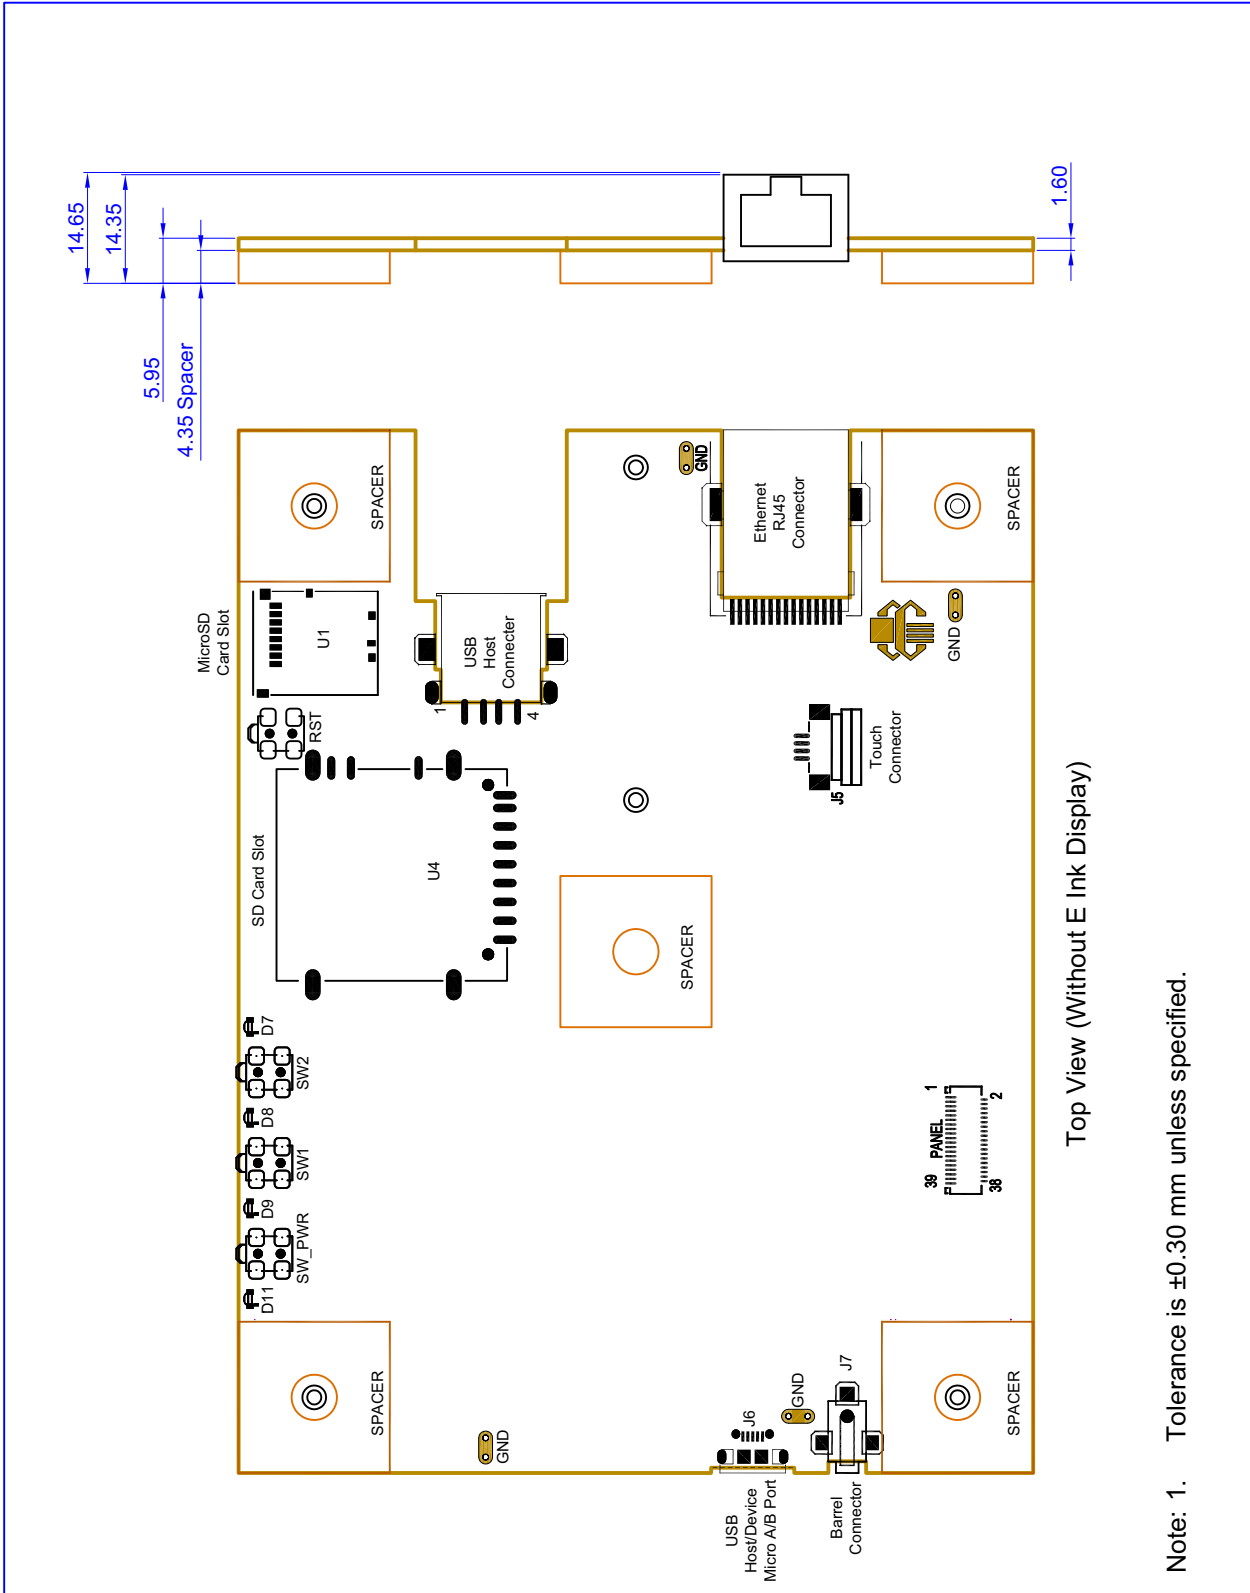 14.65
14.35
5.95
4.35 Spacer
1.60
SPACER
MicroSD
Card Slot
U1
RST
USB
Host
Connecter
1
4
GND
Ethernet
RJ45
Connector
SPACER
GND
SD Card Slot
U4
J5
Touch
Connector
SPACER
D7
SW2
D8
SW1
D9
SW_PWR
D11
39 PANEL 1
38 2
SPACER
GND
J6
USB
Host/Device
Micro A/B Port
GND
J7
Barrel
Connector
SPACER
Top View (Without E Ink Display)
Note: 1. Tolerance is ±0.30 mm unless specified.